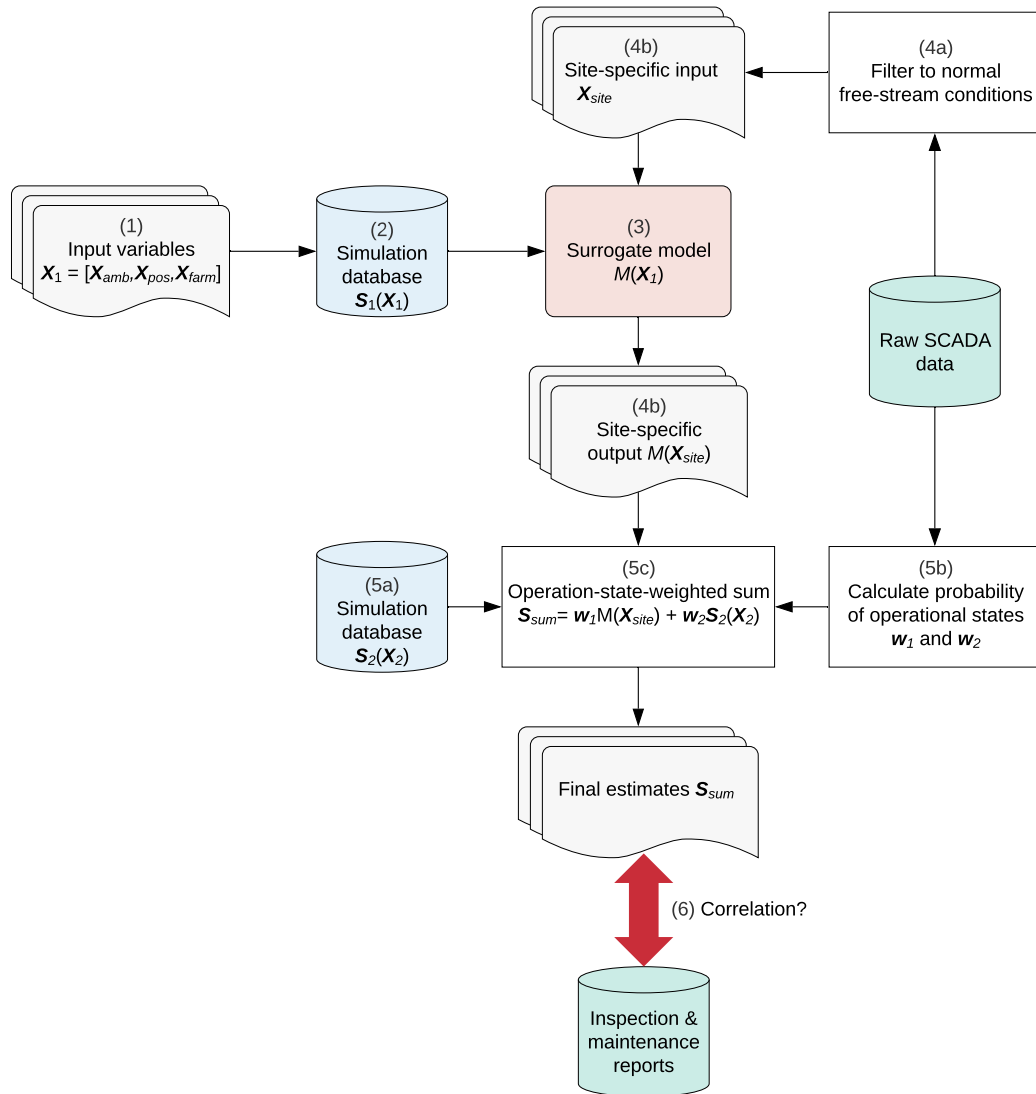 (4b)
Site-specific input
X_site
(4a)
Filter to normal
free-stream conditions
(1)
Input variables
X_1 = [X_amb,X_pos,X_farm]
(2)
Simulation
database
S_1(X_1)
(3)
Surrogate model
M(X_1)
Raw SCADA
data
(4b)
Site-specific
output M(X_site)
(5a)
Simulation
database
S_2(X_2)
(5c)
Operation-state-weighted sum
S_sum= w_1M(X_site) + w_2S_2(X_2)
(5b)
Calculate probability
of operational states
w_1 and w_2
Final estimates S_sum
(6) Correlation?
Inspection &
maintenance
reports